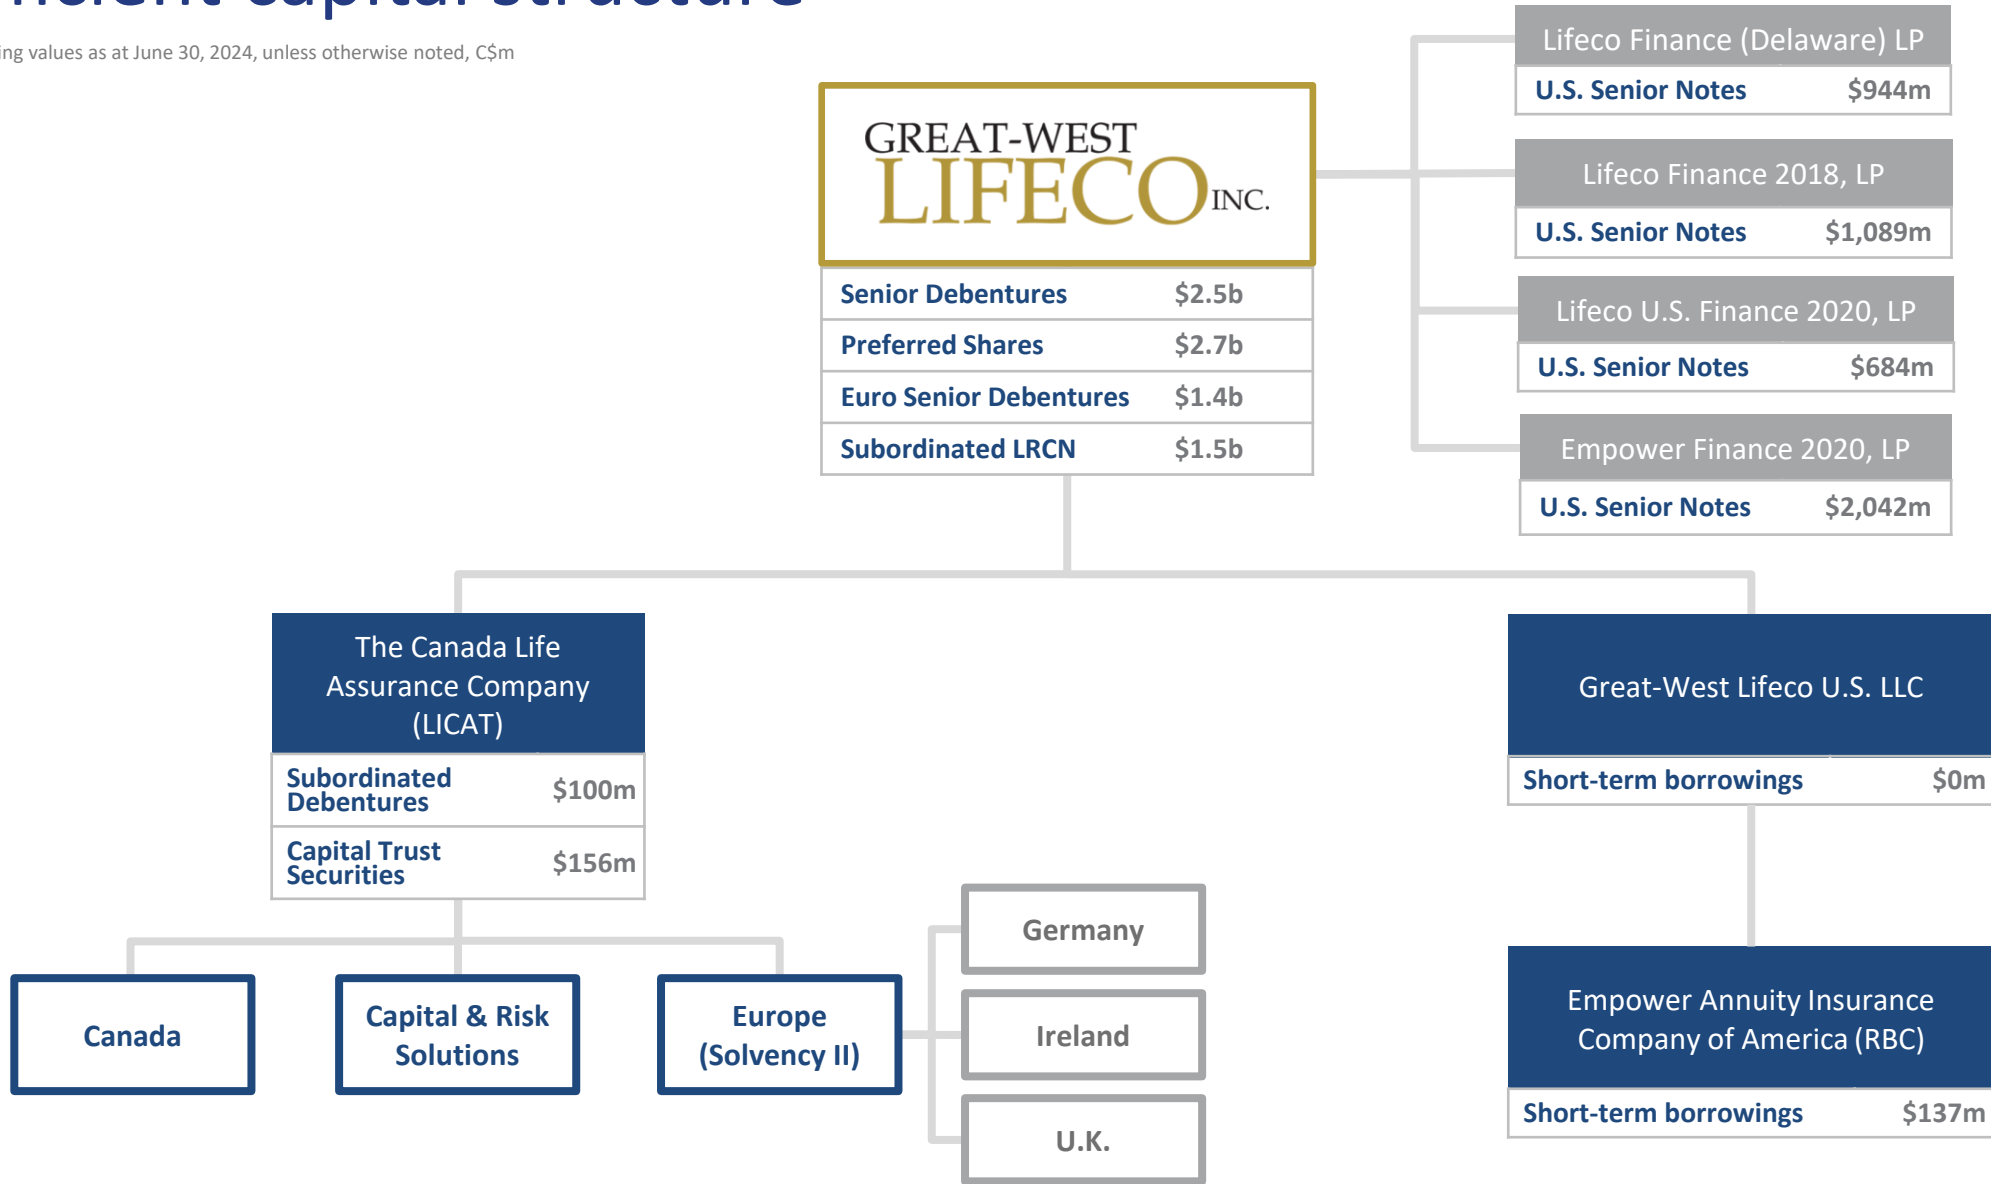 capital structure
ing values as at June 30, 2024, unless otherwise noted, C$m
GREAT-WEST
LIFECO INC.
Senior Debentures $2.5b
Preferred Shares $2.7b
Euro Senior Debentures $1.4b
Subordinated LRCN $1.5b
Lifeco Finance (Delaware) LP
U.S. Senior Notes $944m
Lifeco Finance 2018, LP
U.S. Senior Notes $1,089m
Lifeco U.S. Finance 2020, LP
U.S. Senior Notes $684m
Empower Finance 2020, LP
U.S. Senior Notes $2,042m
The Canada Life
Assurance Company
(LICAT)
Subordinated
Debentures $100m
Capital Trust
Securities $156m
Canada
Capital & Risk
Solutions
Europe
(Solvency II)
Germany
Ireland
U.K.
Great-West Lifeco U.S. LLC
Short-term borrowings $0m
Empower Annuity Insurance
Company of America (RBC)
Short-term borrowings $137m